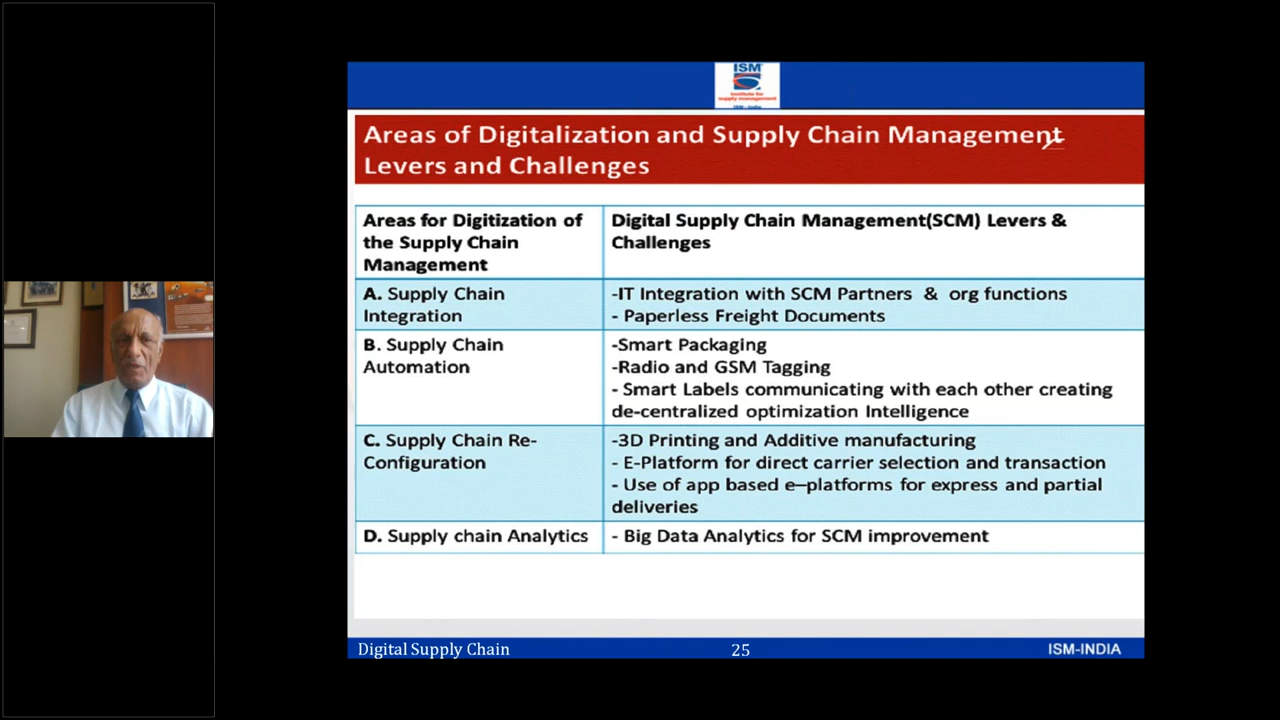 ISM
institute for
supply management
ISM-India
Areas of Digitalization and Supply Chain Management
Levers and Challenges
Areas for Digitization of
the Supply Chain
Management
Digital Supply Chain Management(SCM) Levers &
Challenges
A. Supply Chain
Integration
-IT Integration with SCM Partners & org functions
- Paperless Freight Documents
B. Supply Chain
Automation
-Smart Packaging
-Radio and GSM Tagging
- Smart Labels communicating with each other creating
de-centralized optimization Intelligence
C. Supply Chain Re-
Configuration
-3D Printing and Additive manufacturing
- E-Platform for direct carrier selection and transaction
- Use of app based e–platforms for express and partial
deliveries
D. Supply chain Analytics
- Big Data Analytics for SCM improvement
Digital Supply Chain
25
ISM-INDIA